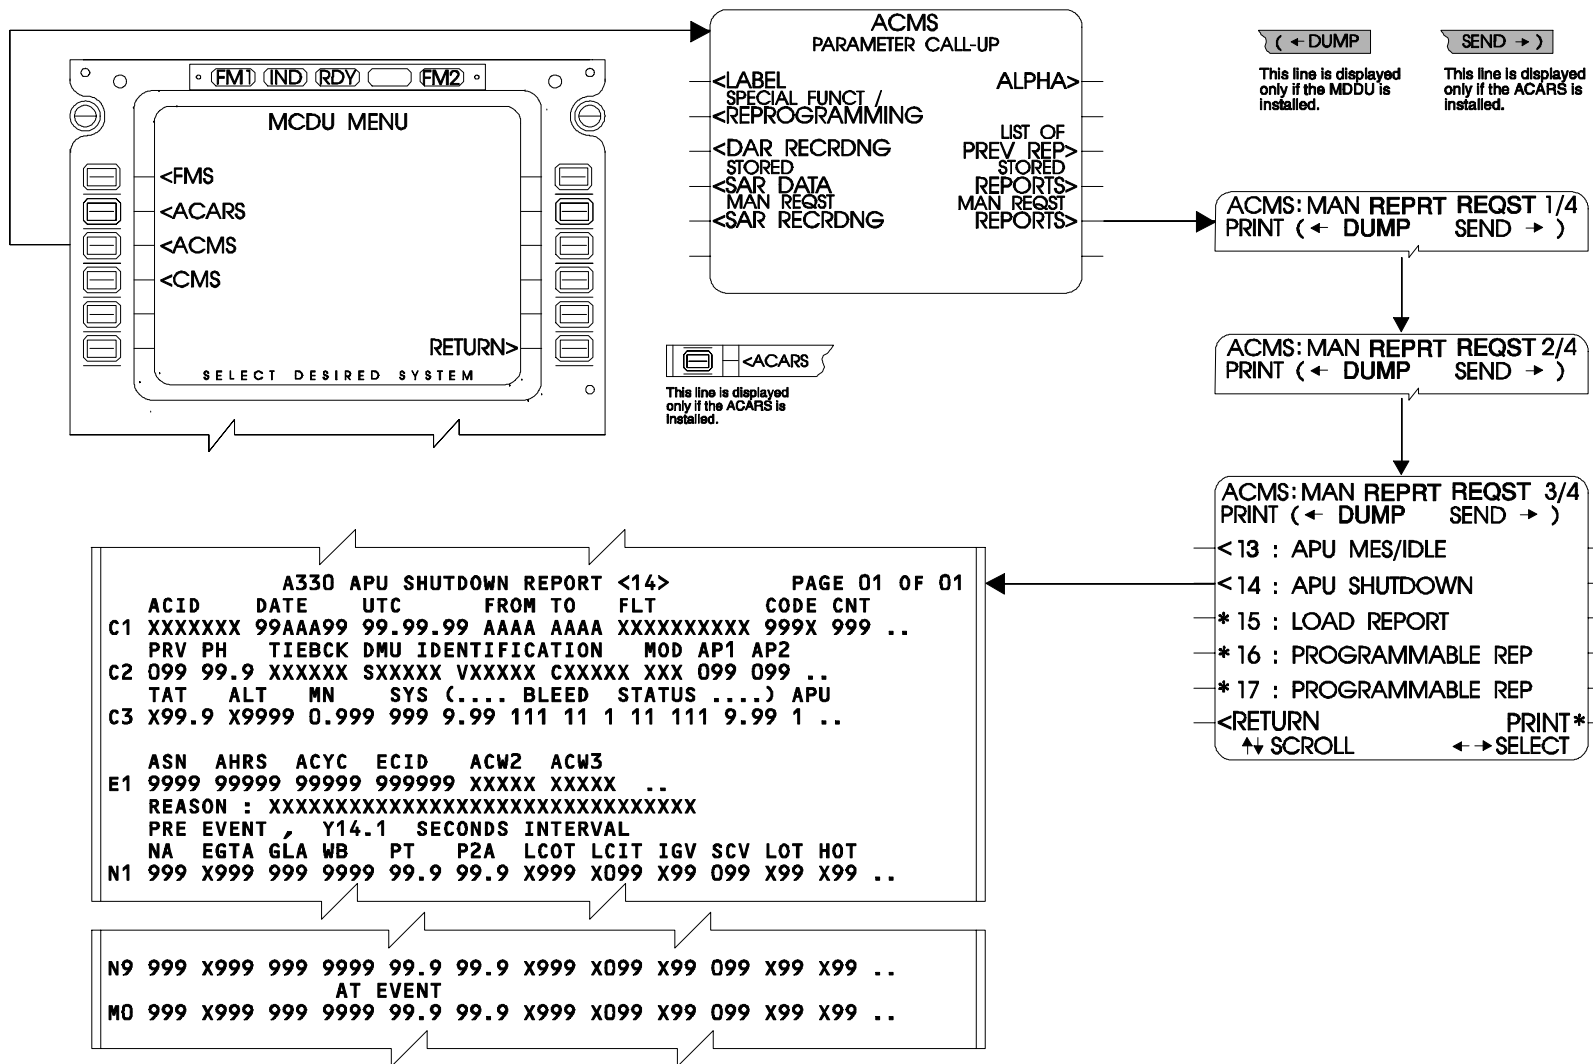 FM1 IND RDY FM2
MCDU MENU
<FMS
<ACARS
<ACMS
<CMS
RETURN>
SELECT DESIRED SYSTEM
ACMS
PARAMETER CALL-UP
<LABEL ALPHA>
SPECIAL FUNCT /
<REPROGRAMMING
LIST OF
<DAR RECRDNG PREV REP>
STORED STORED
<SAR DATA REPORTS>
MAN REQST MAN REQST
<SAR RECRDNG REPORTS>
( ← DUMP
This line is displayed
only if the MDDU is
installed.
SEND → )
This line is displayed
only if the ACARS is
installed.
<ACARS
This line is displayed
only if the ACARS is
installed.
ACMS: MAN REPRT REQST 1/4
PRINT ( ← DUMP SEND → )
ACMS: MAN REPRT REQST 2/4
PRINT ( ← DUMP SEND → )
ACMS: MAN REPRT REQST 3/4
PRINT ( ← DUMP SEND → )
< 13 : APU MES/IDLE
< 14 : APU SHUTDOWN
* 15 : LOAD REPORT
* 16 : PROGRAMMABLE REP
* 17 : PROGRAMMABLE REP
<RETURN PRINT*
↑↓ SCROLL ←→SELECT
A330 APU SHUTDOWN REPORT <14> PAGE 01 OF 01
ACID DATE UTC FROM TO FLT CODE CNT
C1 XXXXXXX 99AAA99 99.99.99 AAAA AAAA XXXXXXXXXX 999X 999 ..
PRV PH TIEBCK DMU IDENTIFICATION MOD AP1 AP2
C2 099 99.9 XXXXXX SXXXXX VXXXXX CXXXXX XXX 099 099 ..
TAT ALT MN SYS (.... BLEED STATUS ....) APU
C3 X99.9 X9999 0.999 999 9.99 111 11 1 11 111 9.99 1 ..
ASN AHRS ACYC ECID ACW2 ACW3
E1 9999 99999 99999 999999 XXXXX XXXXX ..
REASON : XXXXXXXXXXXXXXXXXXXXXXXXXXXXXXXX
PRE EVENT , Y14.1 SECONDS INTERVAL
NA EGTA GLA WB PT P2A LCOT LCIT IGV SCV LOT HOT
N1 999 X999 999 9999 99.9 99.9 X999 X099 X99 099 X99 X99 ..
N9 999 X999 999 9999 99.9 99.9 X999 X099 X99 099 X99 X99 ..
AT EVENT
M0 999 X999 999 9999 99.9 99.9 X999 X099 X99 099 X99 X99 ..